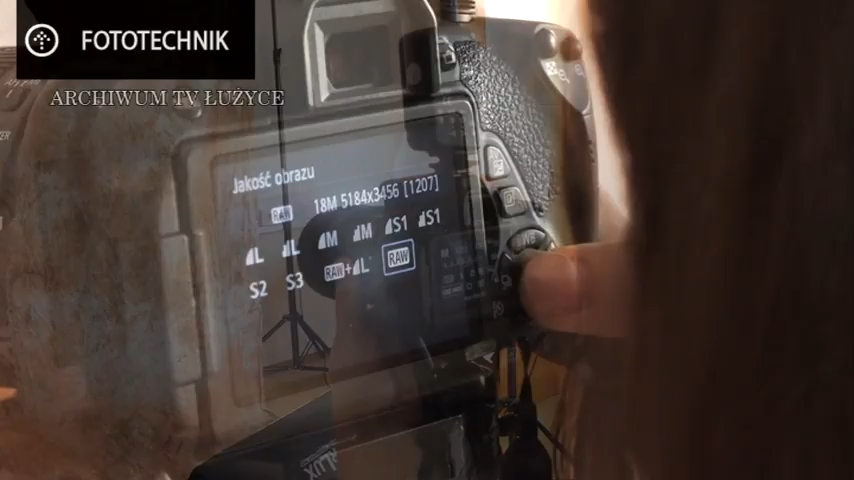 FOTOTECHNIK
ARCHIWUM TV ŁUŻYCE
Jakość obrazu
RAW 18M 5184x3456 [1207]
L L M M S1 S1
S2 S3 RAW+L RAW